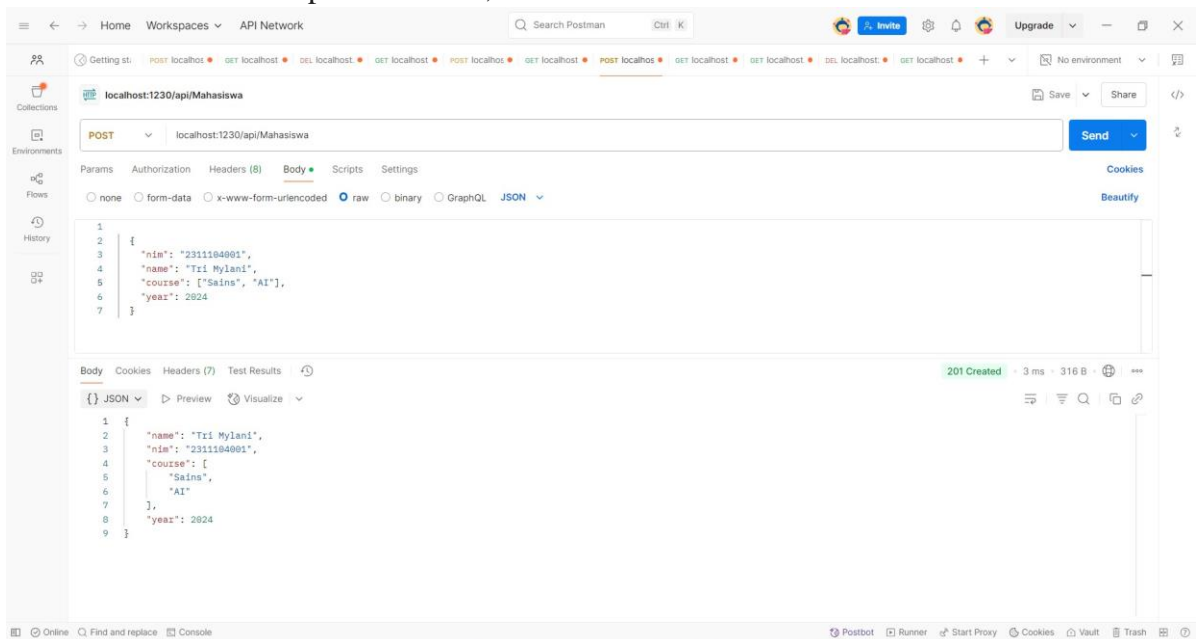 Home Workspaces API Network Search Postman Ctrl K Invite Upgrade
Getting st POST localhos GET localhost DEL localhost GET localhost POST localhos GET localhost POST localhos GET localhost GET localhost DEL localhost GET localhost No environment
Collections
Environments
Flows
History
HTTP localhost:1230/api/Mahasiswa Save Share
POST localhost:1230/api/Mahasiswa Send
Params Authorization Headers (8) Body Scripts Settings Cookies
none form-data x-www-form-urlencoded raw binary GraphQL JSON Beautify
1
2 {
3 "nim": "2311104001",
4 "name": "Tri Mylani",
5 "course": ["Sains", "AI"],
6 "year": 2024
7 }
Body Cookies Headers (7) Test Results 201 Created 3 ms 316 B
{} JSON Preview Visualize
1 {
2 "name": "Tri Mylani",
3 "nim": "2311104001",
4 "course": [
5 "Sains",
6 "AI"
7 ],
8 "year": 2024
9 }
Online Find and replace Console Postbot Runner Start Proxy Cookies Vault Trash